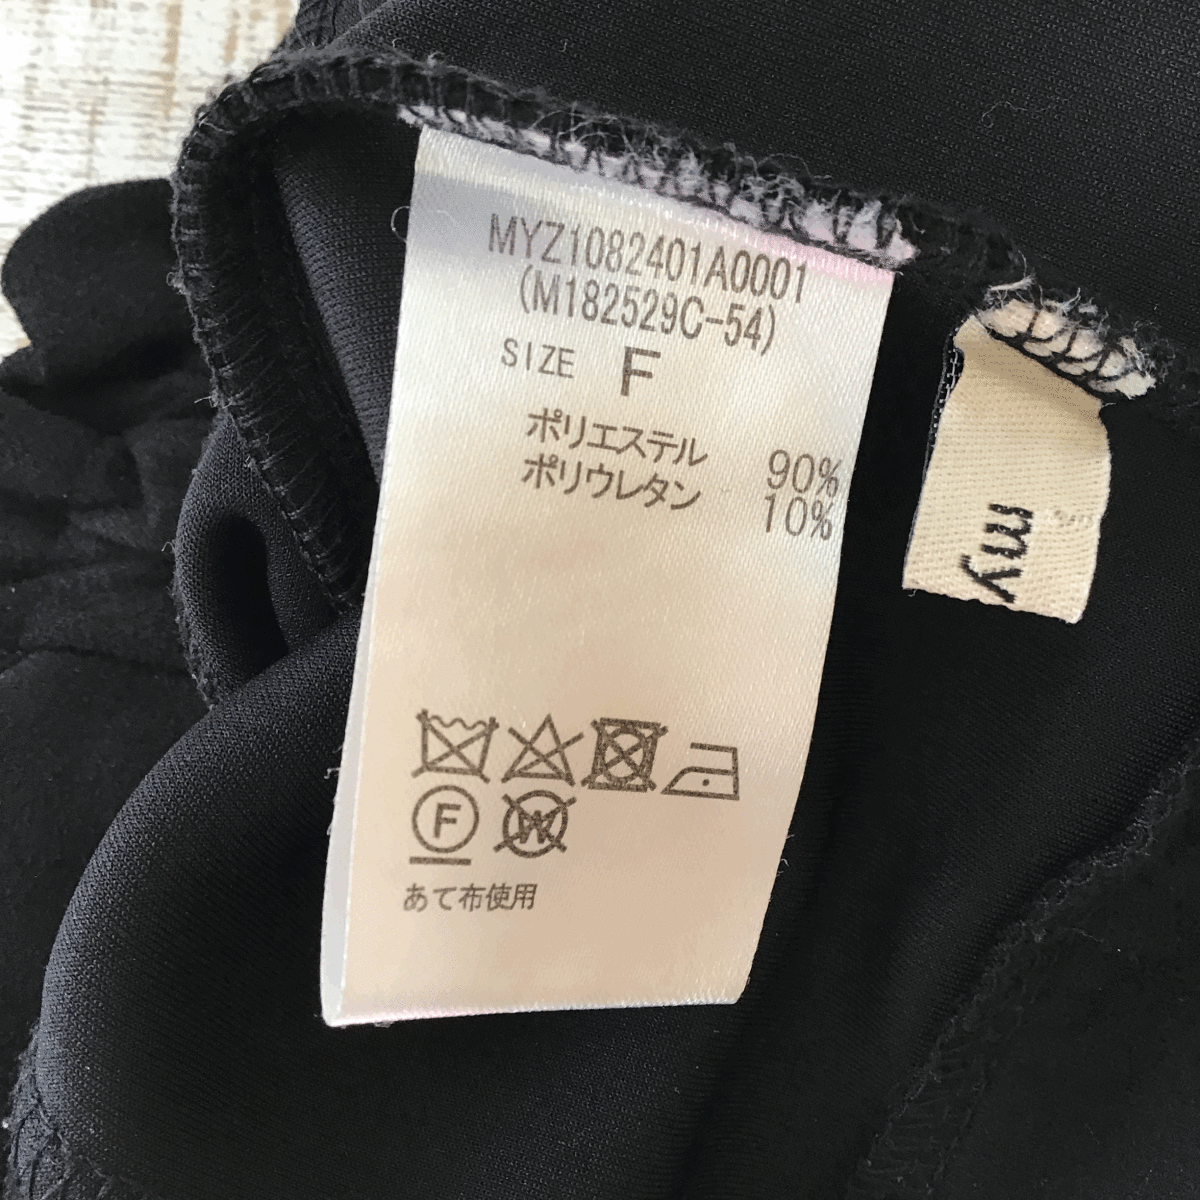 MYZ1082401A0001
(M182529C-54)
SIZE F
ポリエステル 90%
ポリウレタン 10%
F
W
あて布使用
my